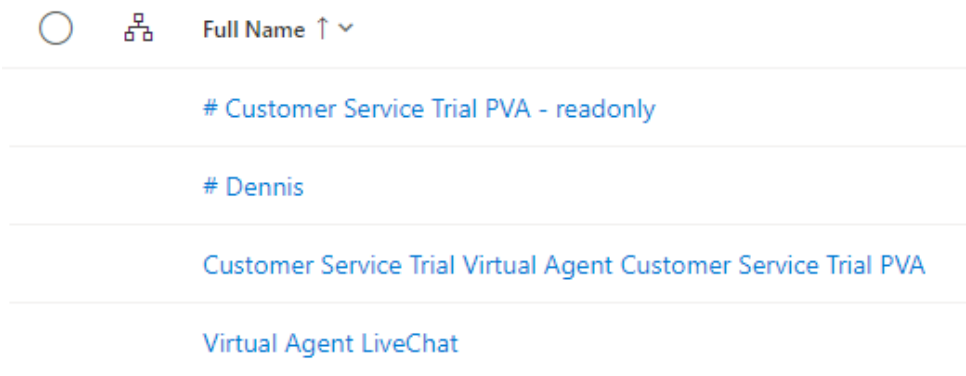 Full Name ↑
# Customer Service Trial PVA - readonly
# Dennis
Customer Service Trial Virtual Agent Customer Service Trial PVA
Virtual Agent LiveChat